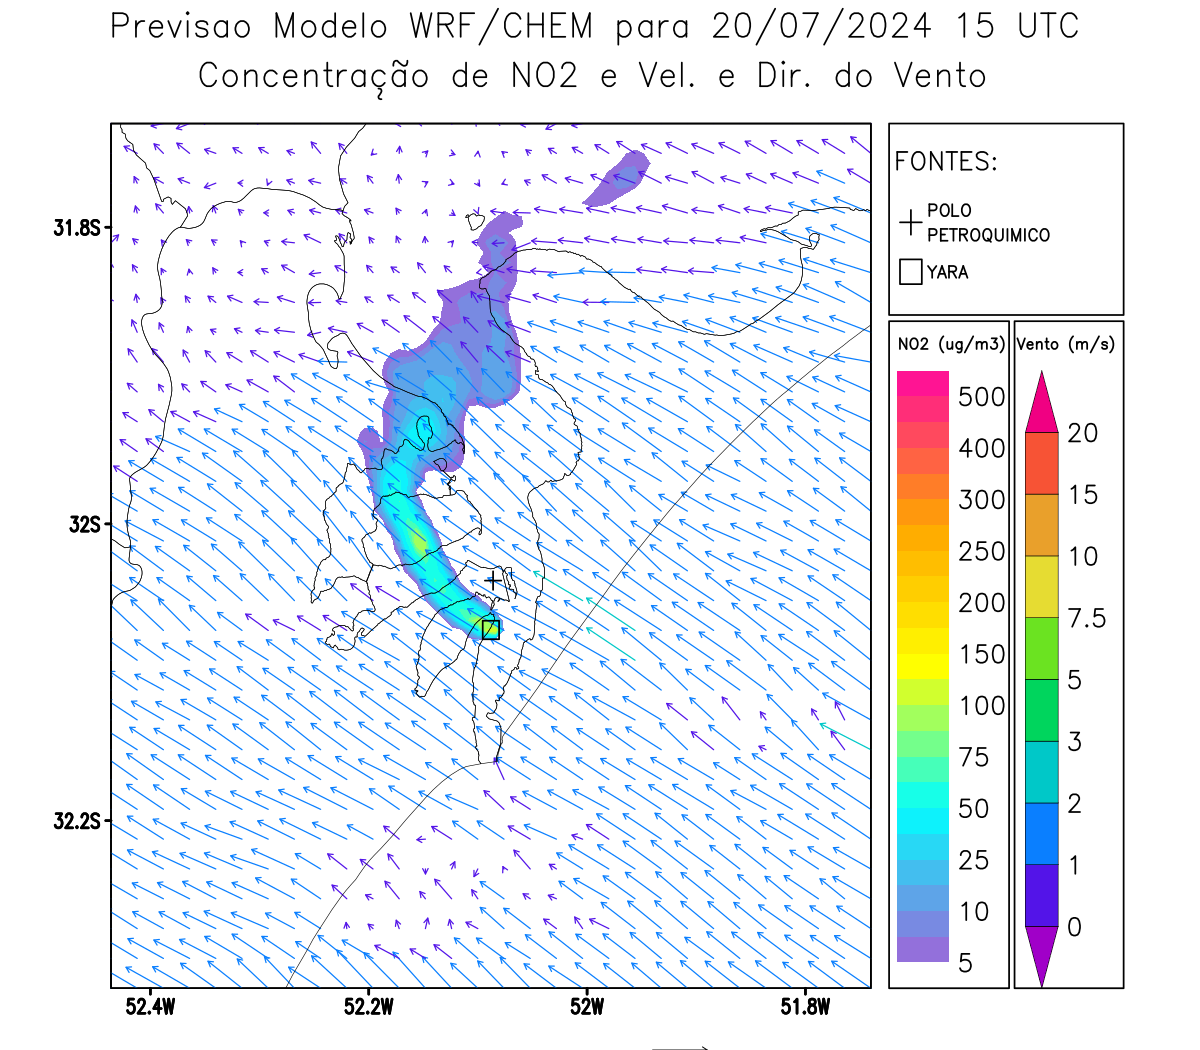 Previsao Modelo WRF/CHEM para 20/07/2024 15 UTC
Concentração de NO2 e Vel. e Dir. do Vento
FONTES:
POLO
PETROQUIMICO
YARA
31.8S
32S
32.2S
52.4W
52.2W
52W
51.8W
NO2 (ug/m3)
500
400
300
250
200
150
100
75
50
25
10
5
Vento (m/s)
20
15
10
7.5
5
3
2
1
0